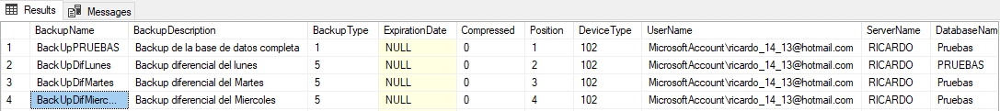 Results Messages
BackupName BackupDescription BackupType ExpirationDate Compressed Position DeviceType UserName ServerName DatabaseName
1 BackUpPRUEBAS Backup de la base de datos completa 1 NULL 0 1 102 MicrosoftAccount\ricardo_14_13@hotmail.com RICARDO Pruebas
2 BackUpDifLunes Backup diferencial del lunes 5 NULL 0 2 102 MicrosoftAccount\ricardo_14_13@hotmail.com RICARDO PRUEBAS
3 BackUpDifMartes Backup diferencial del Martes 5 NULL 0 3 102 MicrosoftAccount\ricardo_14_13@hotmail.com RICARDO Pruebas
4 BackUpDifMierc... Backup diferencial del Miercoles 5 NULL 0 4 102 MicrosoftAccount\ricardo_14_13@hotmail.com RICARDO Pruebas